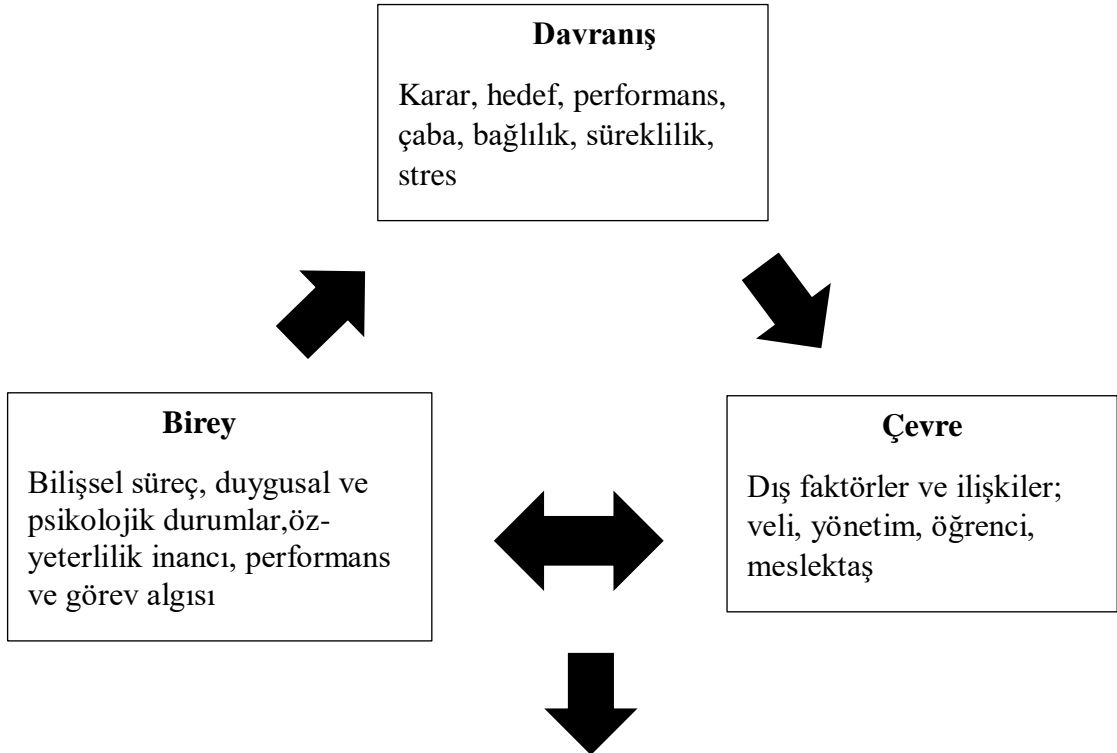 Davranış
Karar, hedef, performans,
çaba, bağlılık, süreklilik,
stres
Birey
Bilişsel süreç, duygusal ve
psikolojik durumlar,öz-
yeterlilik inancı, performans
ve görev algısı
Çevre
Dış faktörler ve ilişkiler;
veli, yönetim, öğrenci,
meslektaş